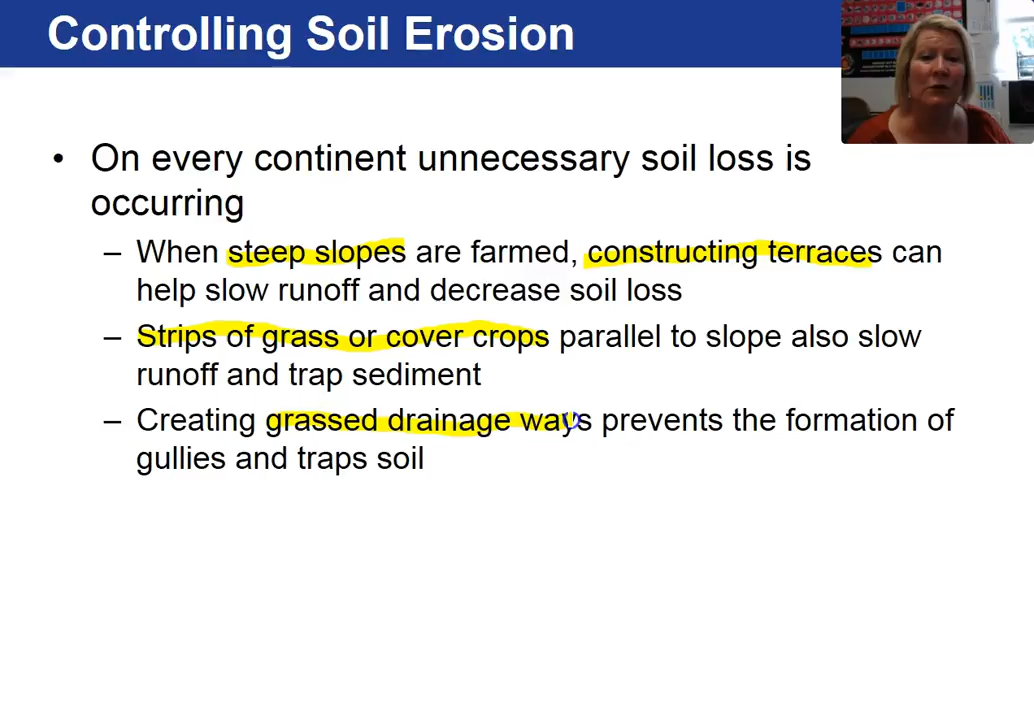 Controlling Soil Erosion
• On every continent unnecessary soil loss is
occurring
– When steep slopes are farmed, constructing terraces can
help slow runoff and decrease soil loss
– Strips of grass or cover crops parallel to slope also slow
runoff and trap sediment
– Creating grassed drainage ways prevents the formation of
gullies and traps soil